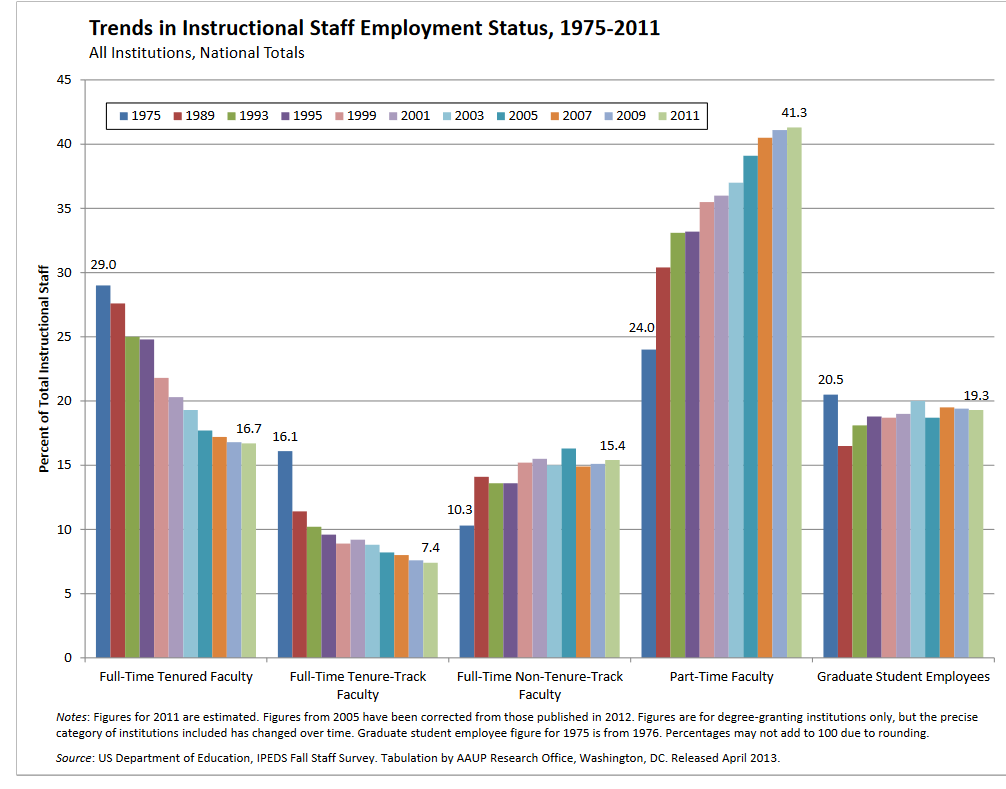 Trends in Instructional Staff Employment Status, 1975-2011
All Institutions, National Totals
45
40
35
30
25
20
15
10
5
0
Percent of Total Instructional Staff
1975 1989 1993 1995 1999 2001 2003 2005 2007 2009 2011
29.0
16.7
16.1
7.4
10.3
15.4
24.0
41.3
20.5
19.3
Full-Time Tenured Faculty
Full-Time Tenure-Track
Faculty
Full-Time Non-Tenure-Track
Faculty
Part-Time Faculty
Graduate Student Employees
Notes: Figures for 2011 are estimated. Figures from 2005 have been corrected from those published in 2012. Figures are for degree-granting institutions only, but the precise
category of institutions included has changed over time. Graduate student employee figure for 1975 is from 1976. Percentages may not add to 100 due to rounding.
Source: US Department of Education, IPEDS Fall Staff Survey. Tabulation by AAUP Research Office, Washington, DC. Released April 2013.